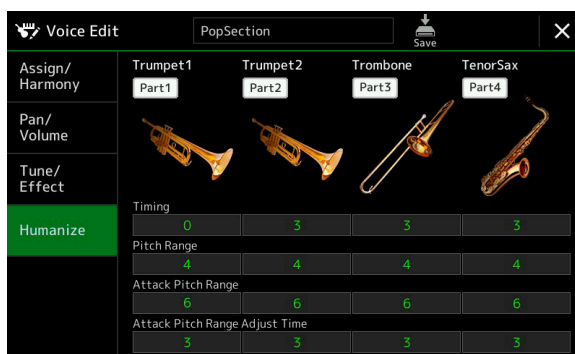 Voice Edit
PopSection
Save
Assign/
Harmony
Pan/
Volume
Tune/
Effect
Humanize
Trumpet1 Trumpet2 Trombone TenorSax
Part1 Part2 Part3 Part4
Timing
0 3 3 3
Pitch Range
4 4 4 4
Attack Pitch Range
6 6 6 6
Attack Pitch Range Adjust Time
3 3 3 3